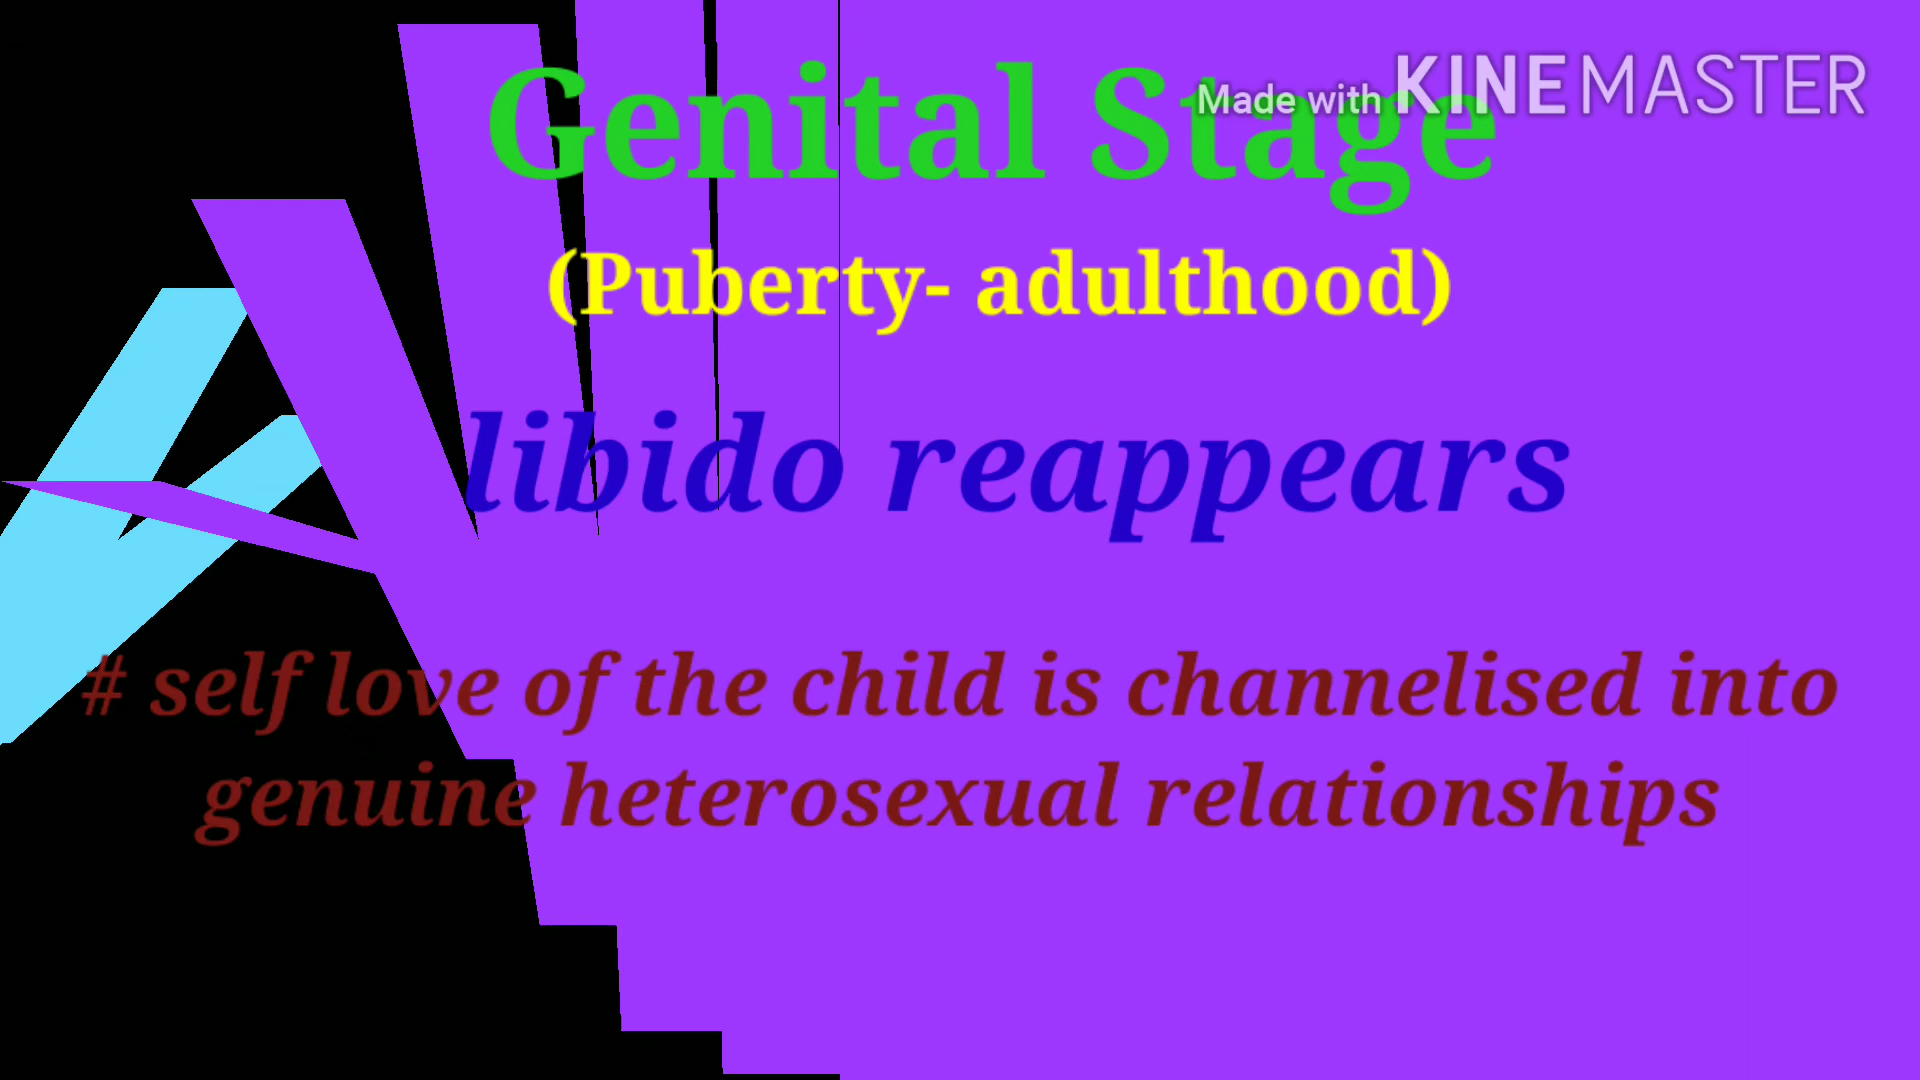 Genital Stage
Made with KINEMASTER
(Puberty- adulthood)
libido reappears
# self love of the child is channelised into
genuine heterosexual relationships